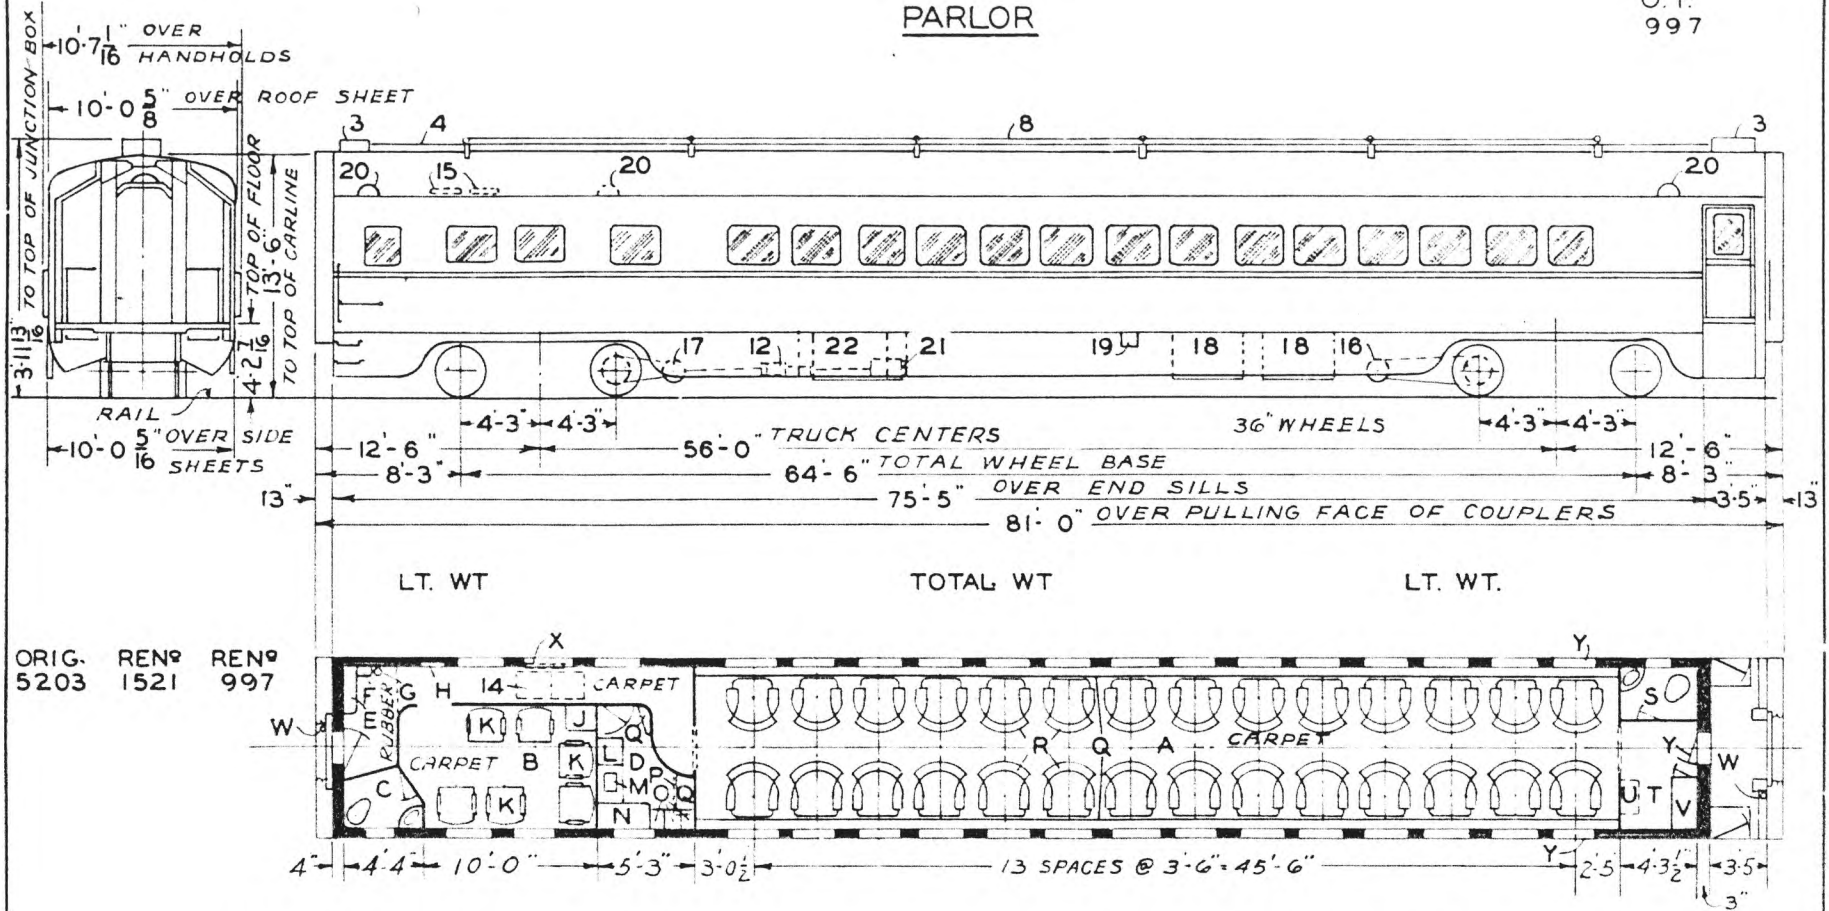 PARLOR
997
10'-7 1/16" OVER
HANDHOLDS
10'-0 5/8" OVER ROOF SHEET
TO TOP OF JUNCTION BOX
3'-11 13/16
TOP OF FLOOR
4'-2 7/16
13'-6"
TO TOP OF CARLINE
RAIL
10'-0 5/16" OVER SIDE
SHEETS
3 4 8 3
20 15 20 20
17 12 22 21 19 18 18 16
4'-3" 4'-3" 36" WHEELS 4'-3" 4'-3"
12'-6" 56'-0" TRUCK CENTERS 12'-6"
8'-3" 64'-6" TOTAL WHEEL BASE 8'-3"
13" 75'-5" OVER END SILLS 3'-5" 13"
81'-0" OVER PULLING FACE OF COUPLERS
LT. WT TOTAL WT LT. WT.
ORIG. RENº RENº
5203 1521 997
X Y
F G H 14 CARPET S
W E RUBBER K J Q
CARPET B K L D R Q A CARPET Y W
C K M P O Q N U T V
Y
4" 4'-4" 10'-0" 5'-3" 3'-0 1/2 13 SPACES @ 3'-6" = 45'-6" 2'-5 4'-3 1/2" 3'-5
3"